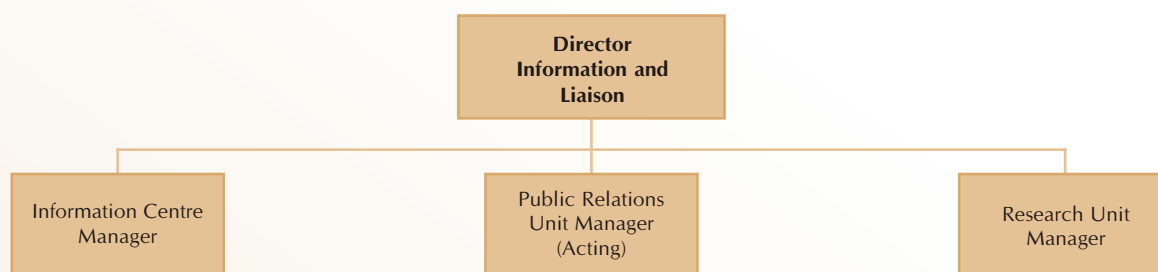 Director
Information and
Liaison
Information Centre
Manager
Public Relations
Unit Manager
(Acting)
Research Unit
Manager